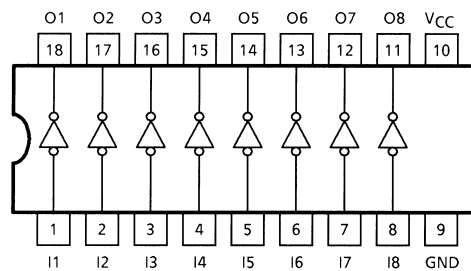 O1 O2 O3 O4 O5 O6 O7 O8 VCC
18 17 16 15 14 13 12 11 10
1 2 3 4 5 6 7 8 9
I1 I2 I3 I4 I5 I6 I7 I8 GND